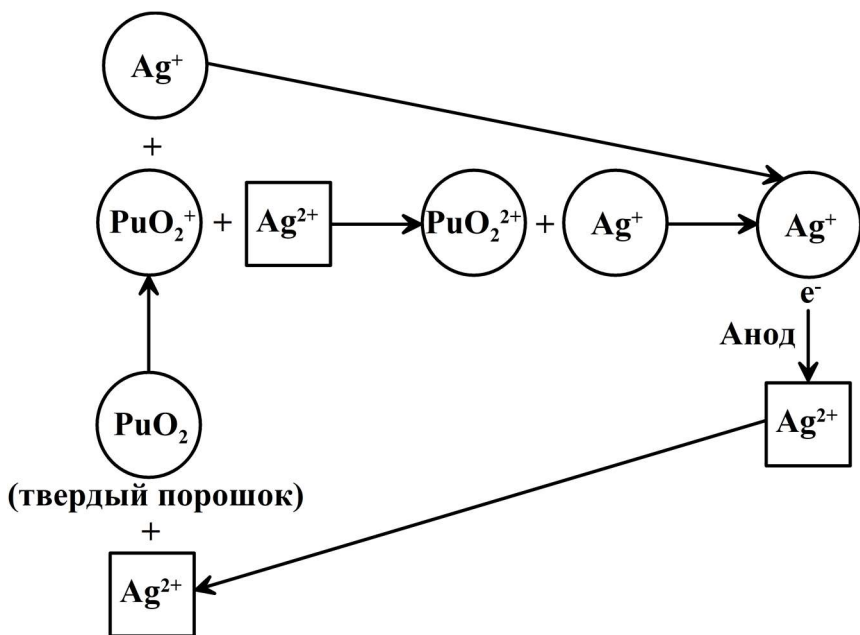 Ag⁺
+
PuO₂⁺ + Ag²⁺ PuO₂²⁺ + Ag⁺ Ag⁺
e⁻
Анод
PuO₂ Ag²⁺
(твердый порошок)
+
Ag²⁺